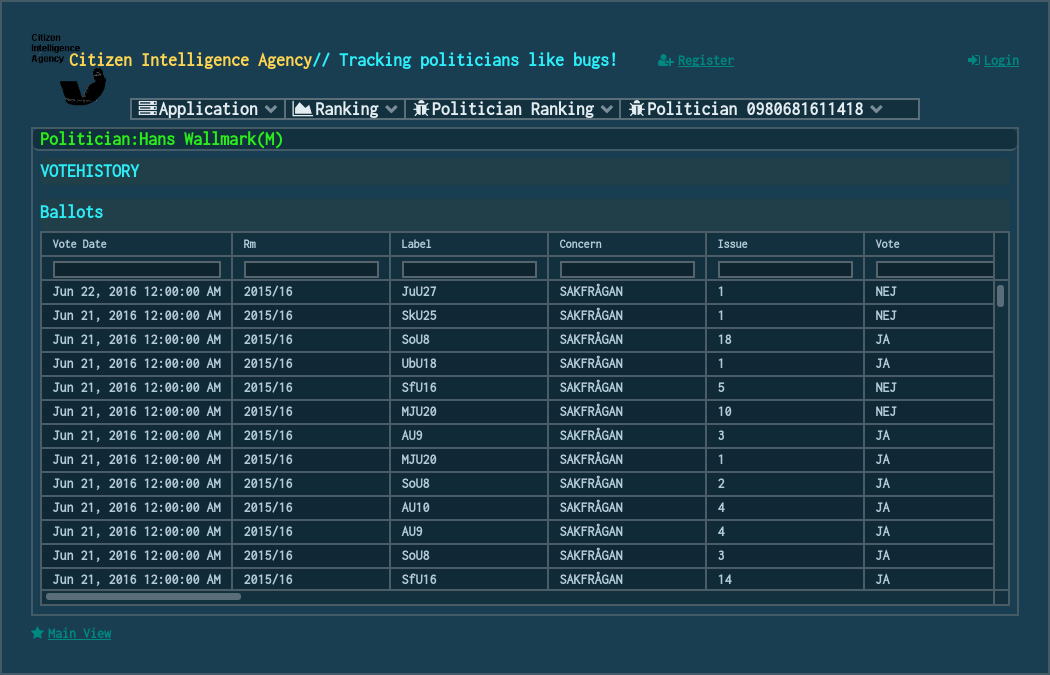 Citizen
Intelligence
Agency
Citizen Intelligence Agency// Tracking politicians like bugs!
Register
Login
Application
Ranking
Politician Ranking
Politician 0980681611418
Politician:Hans Wallmark(M)
VOTEHISTORY
Ballots
Vote Date Rm Label Concern Issue Vote
Jun 22, 2016 12:00:00 AM 2015/16 JuU27 SAKFRÅGAN 1 NEJ
Jun 21, 2016 12:00:00 AM 2015/16 SkU25 SAKFRÅGAN 1 NEJ
Jun 21, 2016 12:00:00 AM 2015/16 SoU8 SAKFRÅGAN 18 JA
Jun 21, 2016 12:00:00 AM 2015/16 UbU18 SAKFRÅGAN 1 JA
Jun 21, 2016 12:00:00 AM 2015/16 SfU16 SAKFRÅGAN 5 NEJ
Jun 21, 2016 12:00:00 AM 2015/16 MJU20 SAKFRÅGAN 10 NEJ
Jun 21, 2016 12:00:00 AM 2015/16 AU9 SAKFRÅGAN 3 JA
Jun 21, 2016 12:00:00 AM 2015/16 MJU20 SAKFRÅGAN 1 JA
Jun 21, 2016 12:00:00 AM 2015/16 SoU8 SAKFRÅGAN 2 JA
Jun 21, 2016 12:00:00 AM 2015/16 AU10 SAKFRÅGAN 4 JA
Jun 21, 2016 12:00:00 AM 2015/16 AU9 SAKFRÅGAN 4 JA
Jun 21, 2016 12:00:00 AM 2015/16 SoU8 SAKFRÅGAN 3 JA
Jun 21, 2016 12:00:00 AM 2015/16 SfU16 SAKFRÅGAN 14 JA
Main View